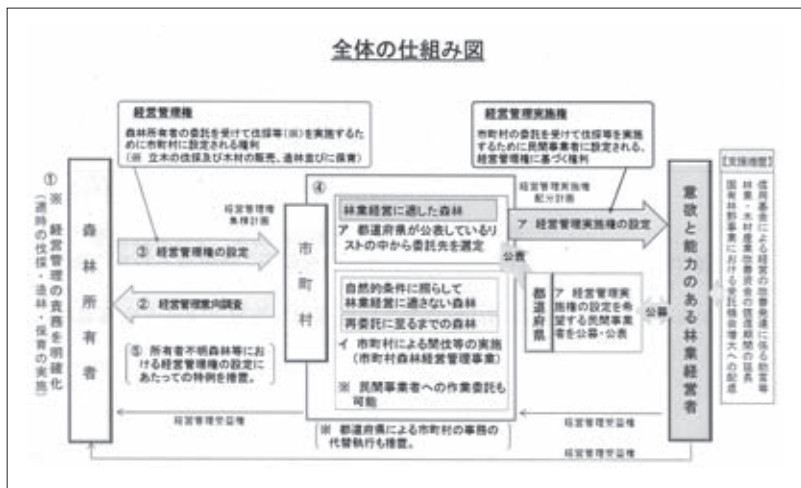 全体の仕組み図
経営管理権
森林所有者の委託を受けて伐採等(※)を実施するため
に市町村に設定される権利
(※ 立木の伐採及び木材の販売、造林並びに保育)
経営管理実施権
市町村の委託を受けて伐採等を実施
するために民間事業者に設定される、
経営管理権に基づく権利
①
※ 経営管理の責務を明確化
(適時の伐採・造林・保育の実施)
森林所有者
経営管理権
集積計画
③ 経営管理権の設定
② 経営管理意向調査
⑤ 所有者不明森林等にお
ける経営管理権の設定に
あたっての特例を措置。
経営管理受益権
市町村
④
林業経営に適した森林
ア 都道府県が公表しているリ
ストの中から委託先を選定
自然的条件に照らして
林業経営に適さない森林
再委託に至るまでの森林
イ 市町村による間伐等の実施
(市町村森林経営管理事業)
※ 民間事業者への作業委託も
可能
※ 都道府県による市町村の事務の
代替執行も措置。
経営管理実施権
配分計画
ア 経営管理実施権の設定
公表
都道府県
ア 経営管理実
施権の設定を希
望する民間事業
者を公募・公表
公募
経営管理受益権
経営管理受益権
意欲と能力のある林業経営者
【支援措置】
信用基金による経営の改善発達に係る助言等
林業・木材産業改善資金の償還期間の延長
国有林野事業における受託機会増大への配慮